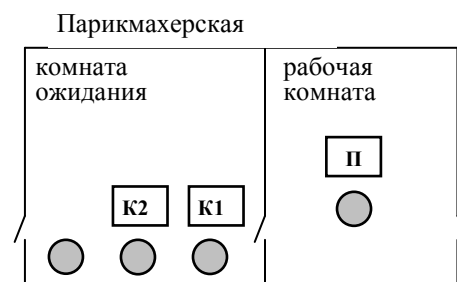 Парикмахерская
комната
ожидания
рабочая
комната
П
К2
К1